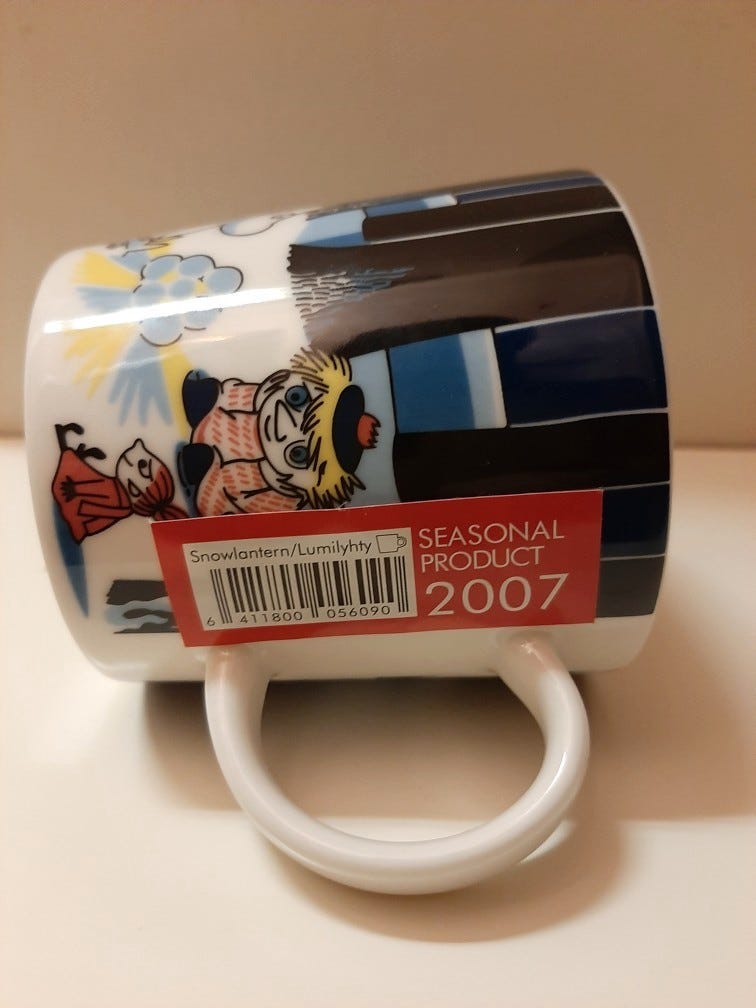 Snowlantern/Lumilyhty
6 411800 056090
SEASONAL
PRODUCT
2007